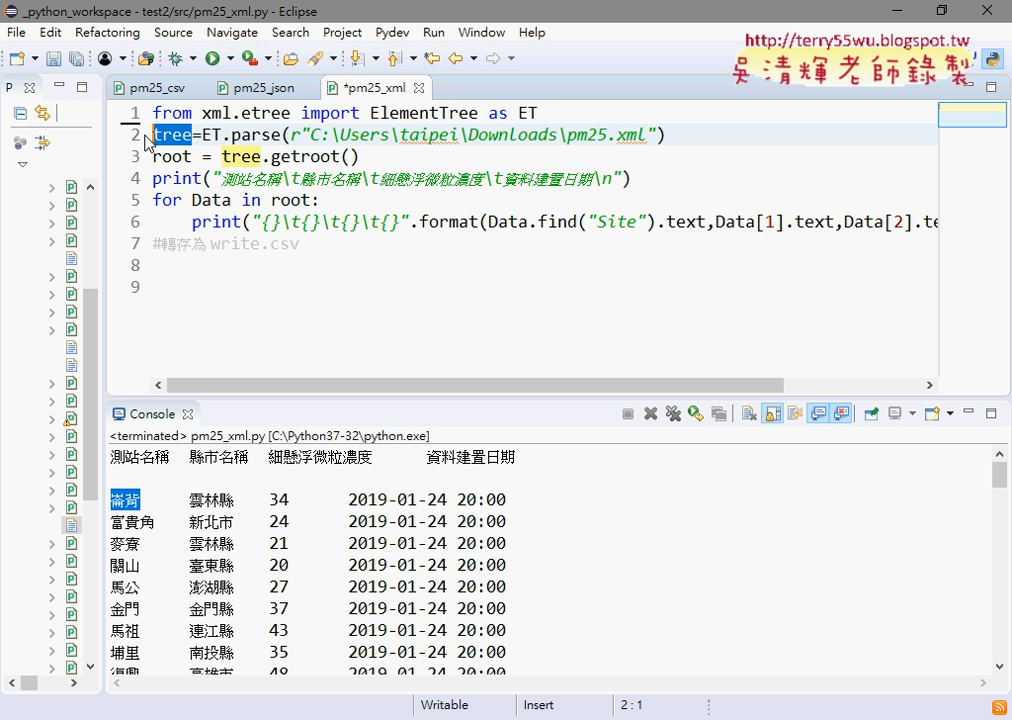 _python_workspace - test2/src/pm25_xml.py - Eclipse
File Edit Refactoring Source Navigate Search Project Pydev Run Window Help
http://terry55wu.blogspot.tw
吳清輝老師錄製
P
pm25_csv
pm25_json
*pm25_xml
1 from xml.etree import ElementTree as ET
2 tree=ET.parse(r"C:\Users\taipei\Downloads\pm25.xml")
3 root = tree.getroot()
4 print("測站名稱\t縣市名稱\t細懸浮微粒濃度\t資料建置日期\n")
5 for Data in root:
6 print("{}\t{}\t{}\t{}".format(Data.find("Site").text,Data[1].text,Data[2].te
7 #轉存為 write.csv
8
9
Console
<terminated> pm25_xml.py [C:\Python37-32\python.exe]
測站名稱 縣市名稱 細懸浮微粒濃度 資料建置日期
崙背 雲林縣 34 2019-01-24 20:00
富貴角 新北市 24 2019-01-24 20:00
麥寮 雲林縣 21 2019-01-24 20:00
關山 臺東縣 20 2019-01-24 20:00
馬公 澎湖縣 27 2019-01-24 20:00
金門 金門縣 37 2019-01-24 20:00
馬祖 連江縣 43 2019-01-24 20:00
埔里 南投縣 35 2019-01-24 20:00
復興 高雄市 48 2019-01-24 20:00
Writable Insert 2 : 1